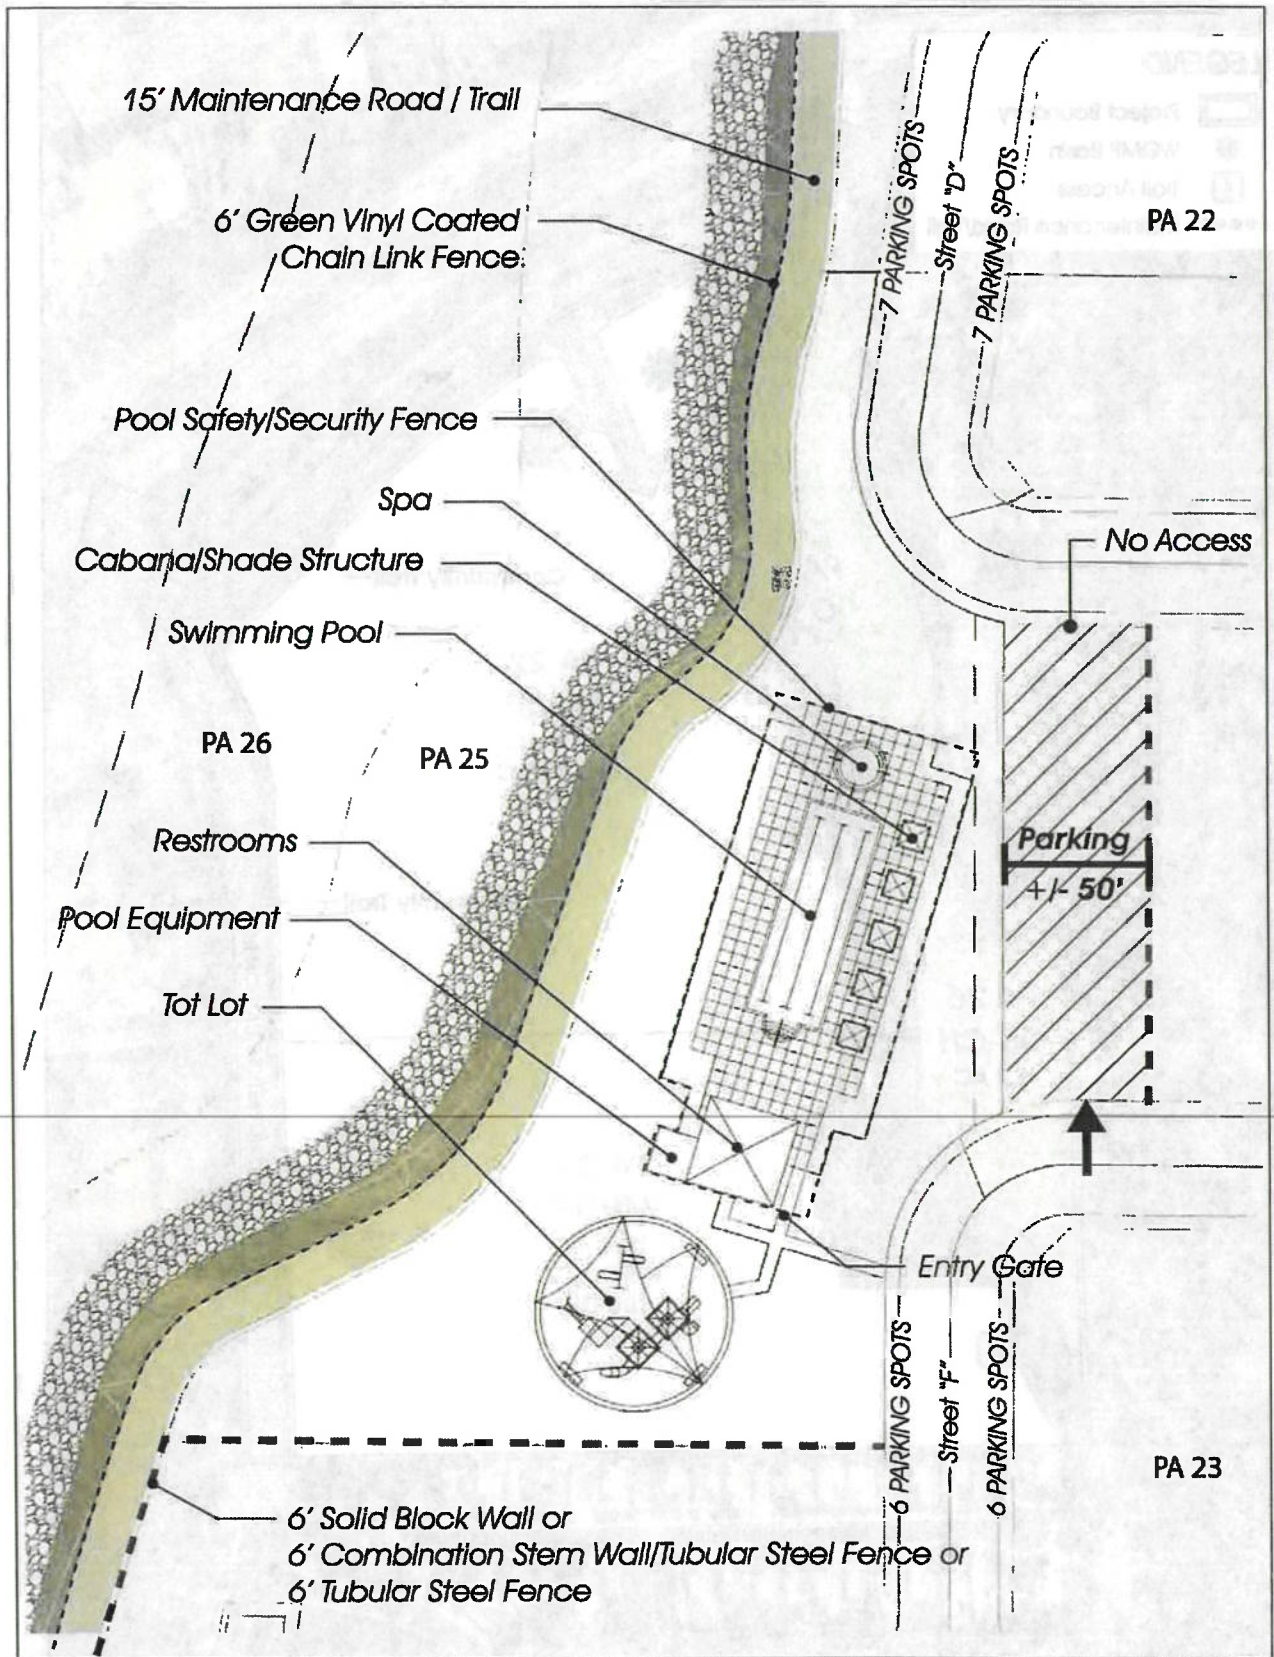 15' Maintenance Road / Trail
6' Green Vinyl Coated
Chain Link Fence
7 PARKING SPOTS
Street "D"
7 PARKING SPOTS
PA 22
Pool Safety/Security Fence
Spa
Cabana/Shade Structure
Swimming Pool
No Access
PA 26
PA 25
Restrooms
Pool Equipment
Tot Lot
Parking
+/- 50'
Entry Gate
6 PARKING SPOTS
Street "F"
6 PARKING SPOTS
PA 23
6' Solid Block Wall or
6' Combination Stem Wall/Tubular Steel Fence or
6' Tubular Steel Fence